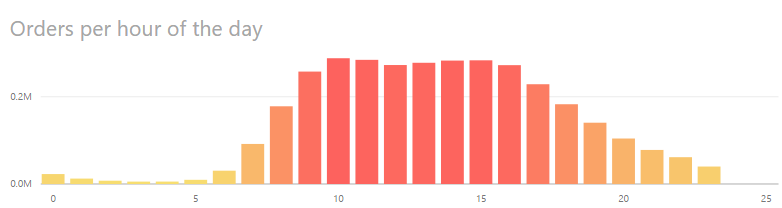 Orders per hour of the day
0.2M
0.0M
0 5 10 15 20 25